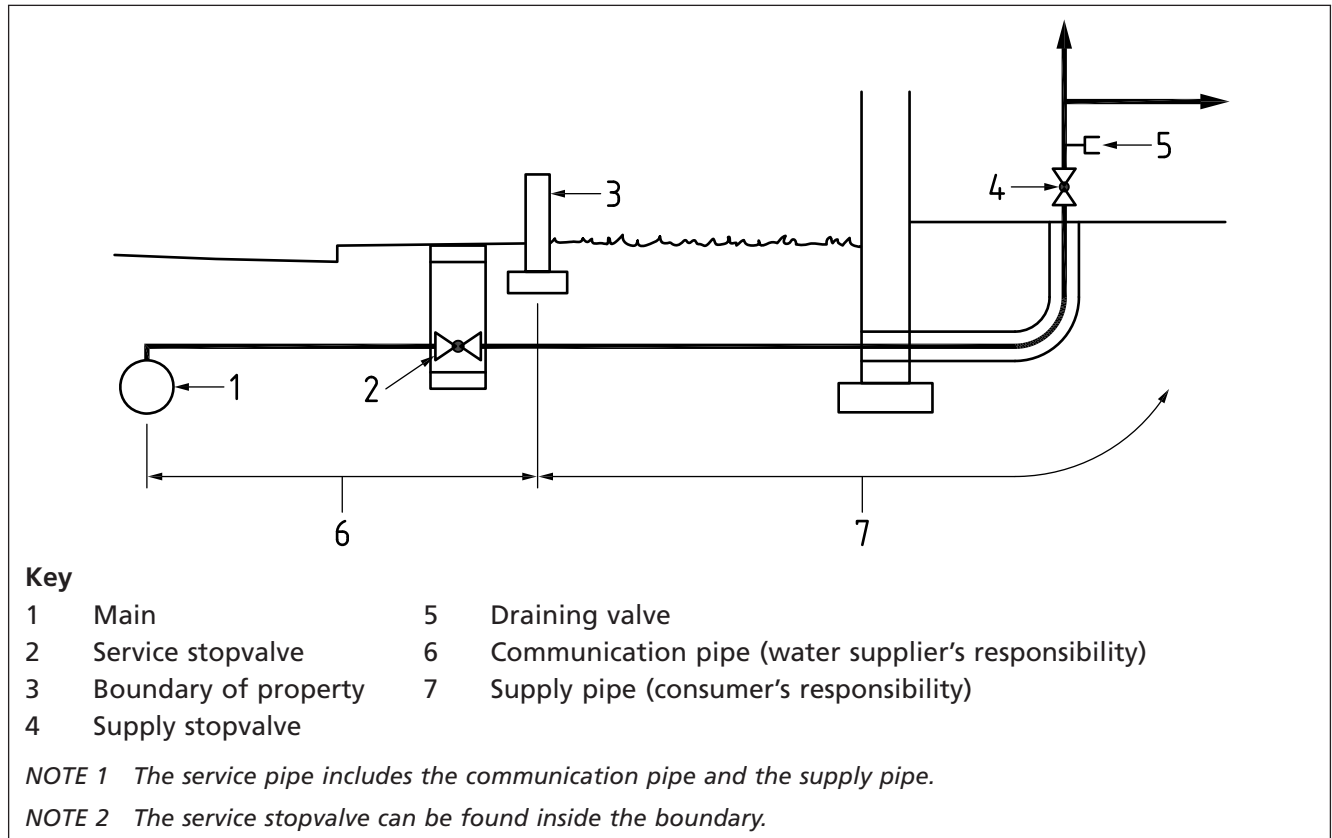 5
4
3
1
2
6
7
Key
1 Main 5 Draining valve
2 Service stopvalve 6 Communication pipe (water supplier's responsibility)
3 Boundary of property 7 Supply pipe (consumer's responsibility)
4 Supply stopvalve
NOTE 1 The service pipe includes the communication pipe and the supply pipe.
NOTE 2 The service stopvalve can be found inside the boundary.